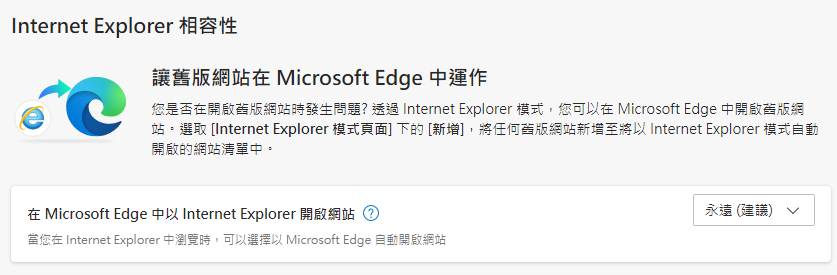 Internet Explorer 相容性
讓舊版網站在 Microsoft Edge 中運作
您是否在開啟舊版網站時發生問題? 透過 Internet Explorer 模式，您可以在 Microsoft Edge 中開啟舊版網
站。選取 [Internet Explorer 模式頁面] 下的 [新增]，將任何舊版網站新增至將以 Internet Explorer 模式自動
開啟的網站清單中。
在 Microsoft Edge 中以 Internet Explorer 開啟網站 ?
永遠 (建議)
當您在 Internet Explorer 中瀏覽時，可以選擇以 Microsoft Edge 自動開啟網站